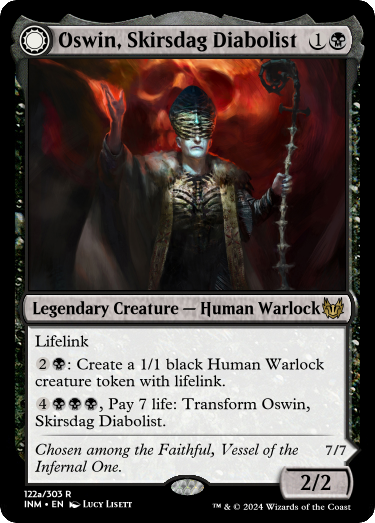 Oswin, Skirsdag Diabolist 1
Legendary Creature — Human Warlock
Lifelink
2: Create a 1/1 black Human Warlock
creature token with lifelink.
4, Pay 7 life: Transform Oswin,
Skirsdag Diabolist.
Chosen among the Faithful, Vessel of the
Infernal One.
7/7
2/2
122a/303 R
INM • EN LUCY LISETT
™ & © 2024 Wizards of the Coast